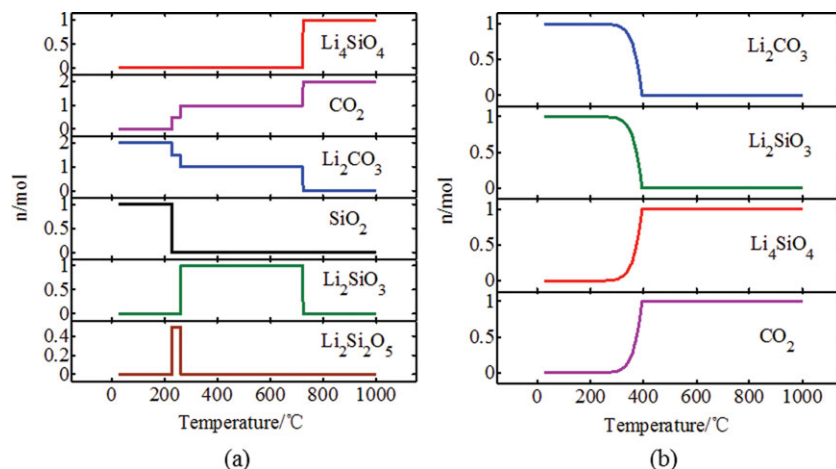 1
0.5
0
Li₄SiO₄
2
1
0
CO₂
2
1
0
Li₂CO₃
1
0.5
0
SiO₂
1
0.5
0
Li₂SiO₃
0.4
0.2
0
Li₂Si₂O₅
n/mol
0 200 400 600 800 1000
Temperature/℃
(a)
1
0.5
0
Li₂CO₃
1
0.5
0
Li₂SiO₃
1
0.5
0
Li₄SiO₄
1
0.5
0
CO₂
n/mol
0 200 400 600 800 1000
Temperature/℃
(b)